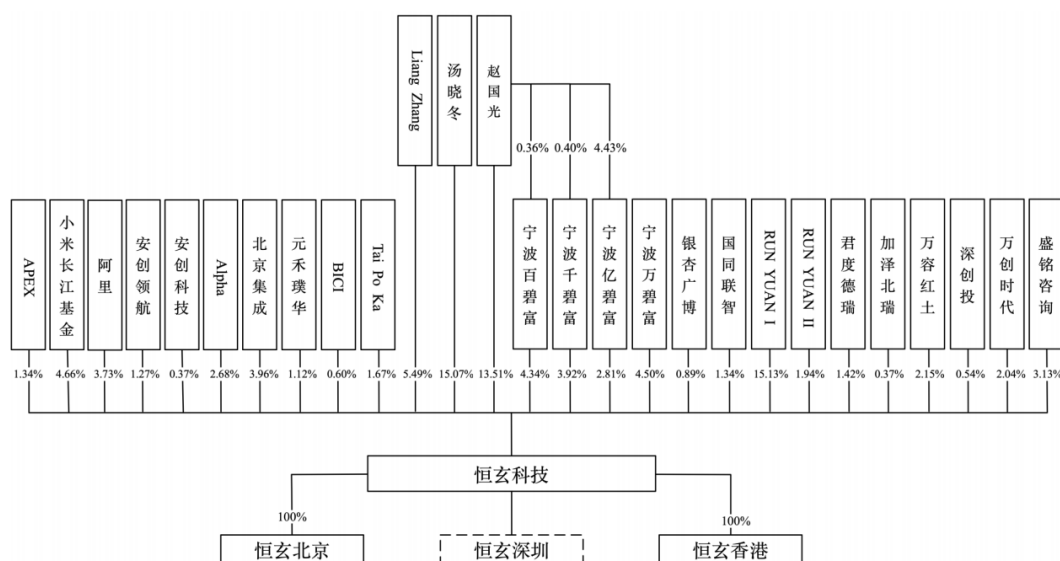 Liang Zhang
汤晓冬
赵国光
0.36%
0.40%
4.43%
APEX
小米长江基金
阿里
安创领航
安创科技
Alpha
北京集成
元禾璞华
BICI
Tai Po Ka
宁波百碧富
宁波千碧富
宁波亿碧富
宁波万碧富
银杏广博
国同联智
RUN YUAN I
RUN YUAN II
君度德瑞
加泽北瑞
万容红土
深创投
万创时代
盛铭咨询
1.34%
4.66%
3.73%
1.27%
0.37%
2.68%
3.96%
1.12%
0.60%
1.67%
5.49%
15.07%
13.51%
4.34%
3.92%
2.81%
4.50%
0.89%
1.34%
15.13%
1.94%
1.42%
0.37%
2.15%
0.54%
2.04%
3.13%
恒玄科技
100%
100%
恒玄北京
恒玄深圳
恒玄香港